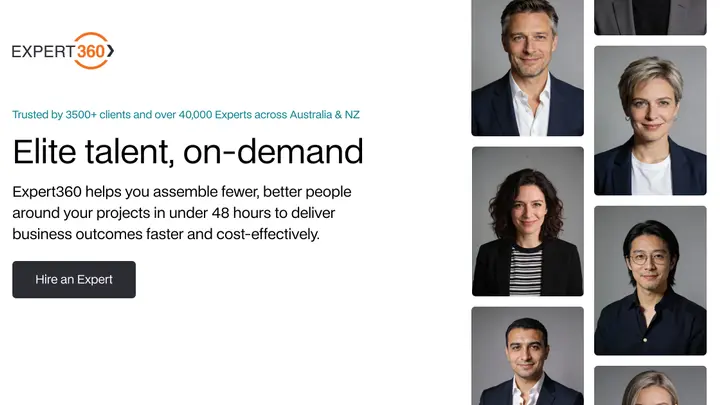 EXPERT360
Trusted by 3500+ clients and over 40,000 Experts across Australia & NZ
Elite talent, on-demand
Expert360 helps you assemble fewer, better people
around your projects in under 48 hours to deliver
business outcomes faster and cost-effectively.
Hire an Expert